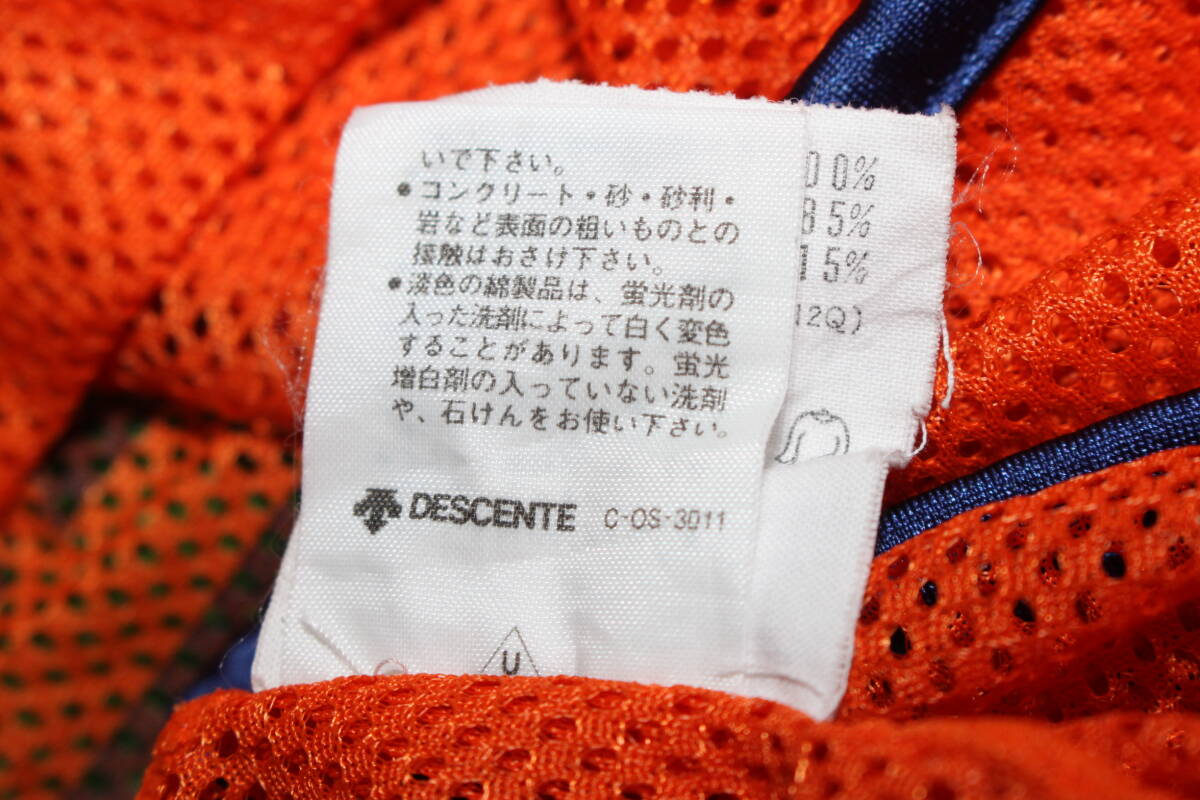 いで下さい。
●コンクリート・砂・砂利・
岩など表面の粗いものとの
接触はおさけ下さい。
●淡色の綿製品は、蛍光剤の
入った洗剤によって白く変色
することがあります。蛍光
増白剤の入っていない洗剤
や、石けんをお使い下さい。
DESCENTE C-OS-3011
U
00%
85%
15%
12Q)